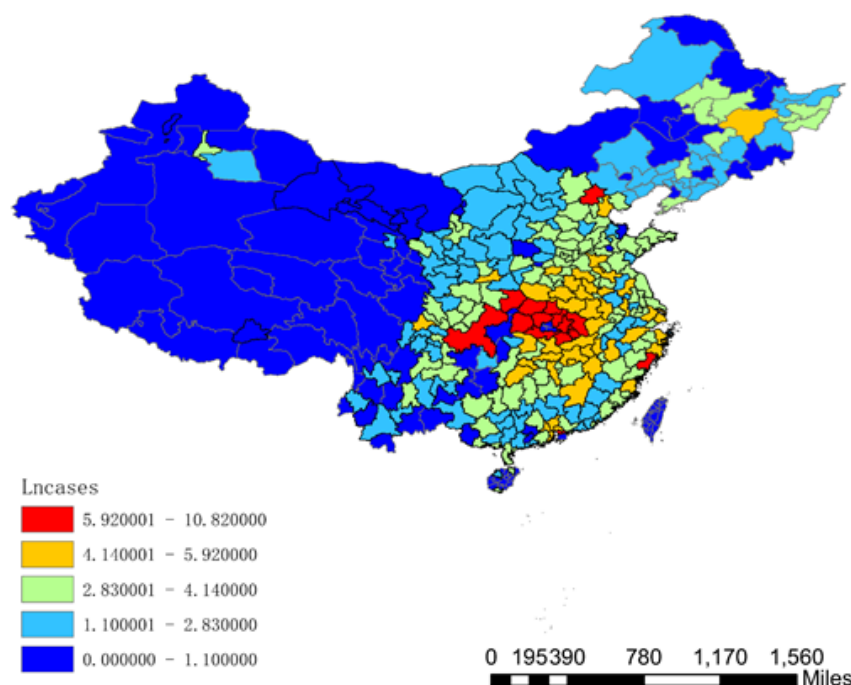 Lncases
5.920001 - 10.820000
4.140001 - 5.920000
2.830001 - 4.140000
1.100001 - 2.830000
0.000000 - 1.100000
0 195390 780 1,170 1,560
Miles